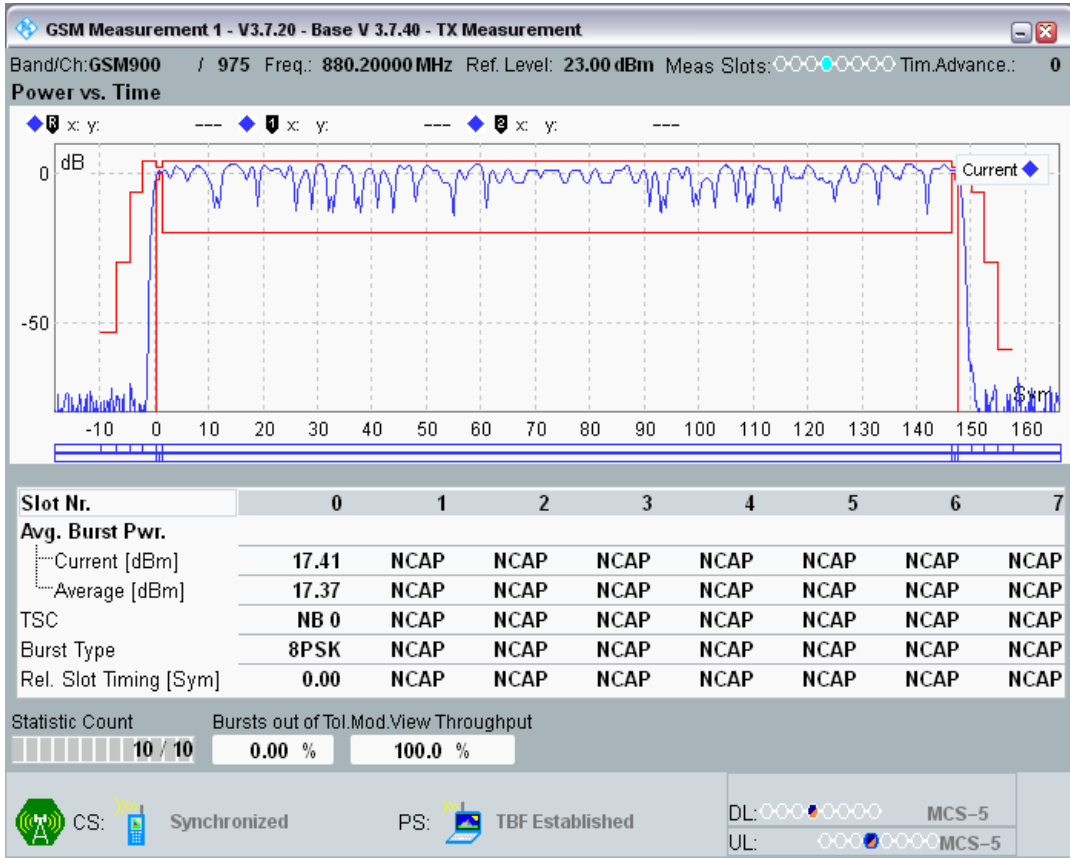 GSM Measurement 1 - V3.7.20 - Base V 3.7.40 - TX Measurement
Band/Ch:GSM900 / 975 Freq.: 880.20000 MHz Ref. Level: 23.00 dBm Meas Slots: Tim.Advance.: 0
Power vs. Time
R x: y: --- 1 x: y: --- 2 x: y: ---
dB
Current
0
-50
Sym
-10 0 10 20 30 40 50 60 70 80 90 100 110 120 130 140 150 160
Slot Nr. 0 1 2 3 4 5 6 7
Avg. Burst Pwr.
Current [dBm] 17.41 NCAP NCAP NCAP NCAP NCAP NCAP NCAP
Average [dBm] 17.37 NCAP NCAP NCAP NCAP NCAP NCAP NCAP
TSC NB 0 NCAP NCAP NCAP NCAP NCAP NCAP NCAP
Burst Type 8PSK NCAP NCAP NCAP NCAP NCAP NCAP NCAP
Rel. Slot Timing [Sym] 0.00 NCAP NCAP NCAP NCAP NCAP NCAP NCAP
Statistic Count Bursts out of Tol.Mod.View Throughput
10 / 10 0.00 % 100.0 %
CS: Synchronized PS: TBF Established
DL: MCS-5
UL: MCS-5